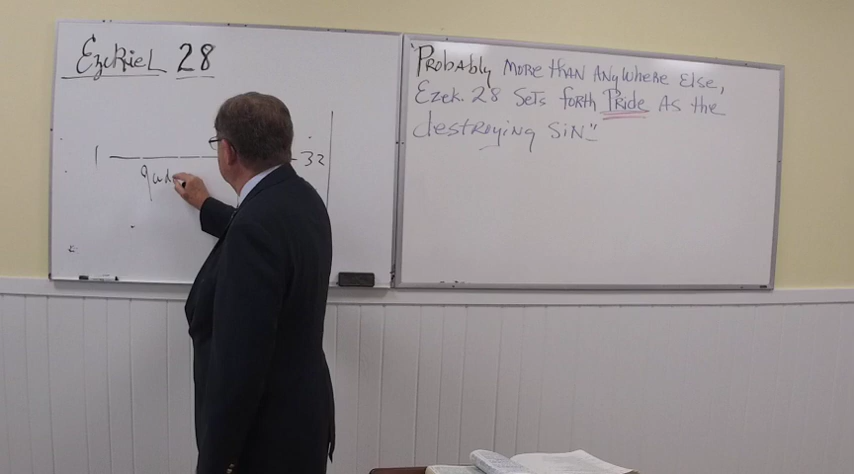 Ezekiel 28
1 - 32
"Probably more than anywhere else,
Ezek. 28 sets forth Pride as the
destroying sin"